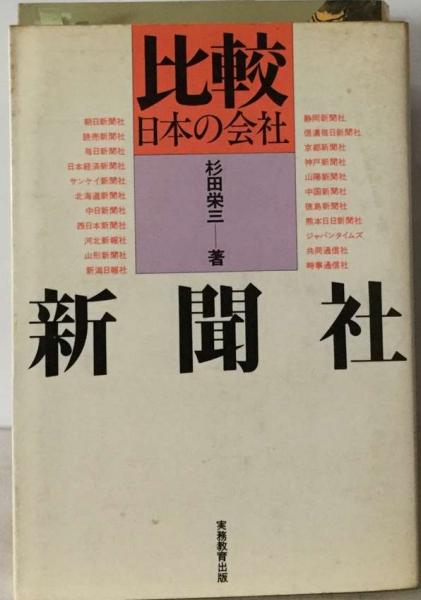 比較
日本の会社
杉田栄三──著
朝日新聞社
読売新聞社
毎日新聞社
日本経済新聞社
サンケイ新聞社
北海道新聞社
中日新聞社
西日本新聞社
河北新報社
山形新聞社
新潟日報社
静岡新聞社
信濃毎日新聞社
京都新聞社
神戸新聞社
山陽新聞社
中国新聞社
徳島新聞社
熊本日日新聞社
ジャパンタイムズ
共同通信社
時事通信社
新聞社
実務教育出版